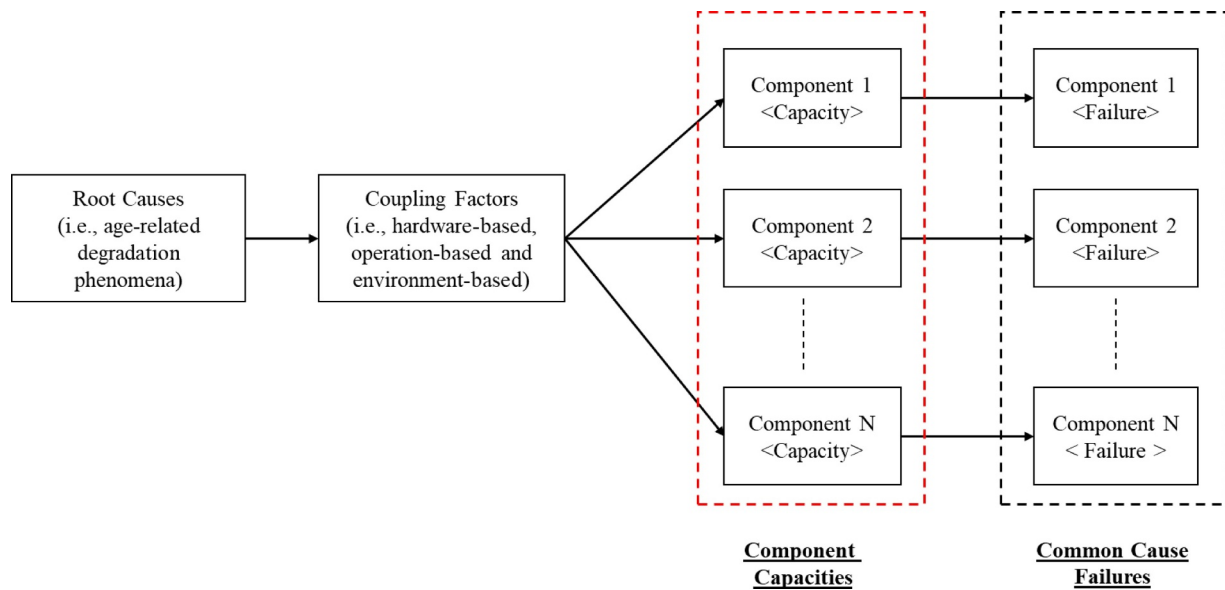 Root Causes
(i.e., age-related
degradation
phenomena)
Coupling Factors
(i.e., hardware-based,
operation-based and
environment-based)
Component 1
<Capacity>
Component 2
<Capacity>
Component N
<Capacity>
Component 1
<Failure>
Component 2
<Failure>
Component N
< Failure >
Component
Capacities
Common Cause
Failures